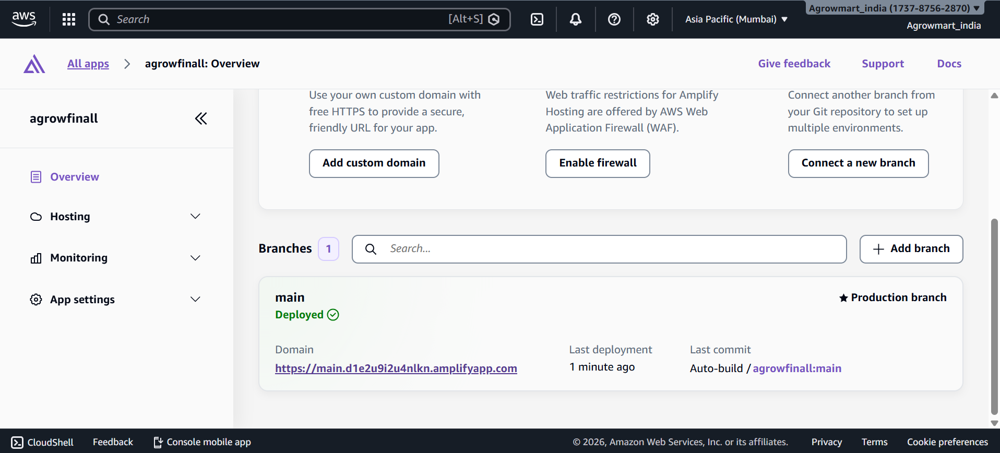 aws
Search
[Alt+S]
Asia Pacific (Mumbai)
Agrowmart_india (1737-8756-2870)
Agrowmart_india
All apps
agrowfinall: Overview
Give feedback
Support
Docs
agrowfinall
Overview
Hosting
Monitoring
App settings
Use your own custom domain with
free HTTPS to provide a secure,
friendly URL for your app.
Add custom domain
Web traffic restrictions for Amplify
Hosting are offered by AWS Web
Application Firewall (WAF).
Enable firewall
Connect another branch from
your Git repository to set up
multiple environments.
Connect a new branch
Branches 1
Search...
Add branch
main
Deployed
Production branch
Domain
https://main.d1e2u9i2u4nlkn.amplifyapp.com
Last deployment
1 minute ago
Last commit
Auto-build / agrowfinall:main
CloudShell
Feedback
Console mobile app
© 2026, Amazon Web Services, Inc. or its affiliates.
Privacy
Terms
Cookie preferences